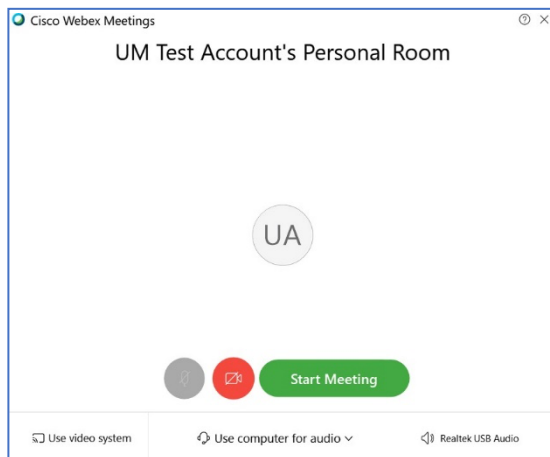 Cisco Webex Meetings
UM Test Account's Personal Room
UA
Start Meeting
Use video system
Use computer for audio
Realtek USB Audio